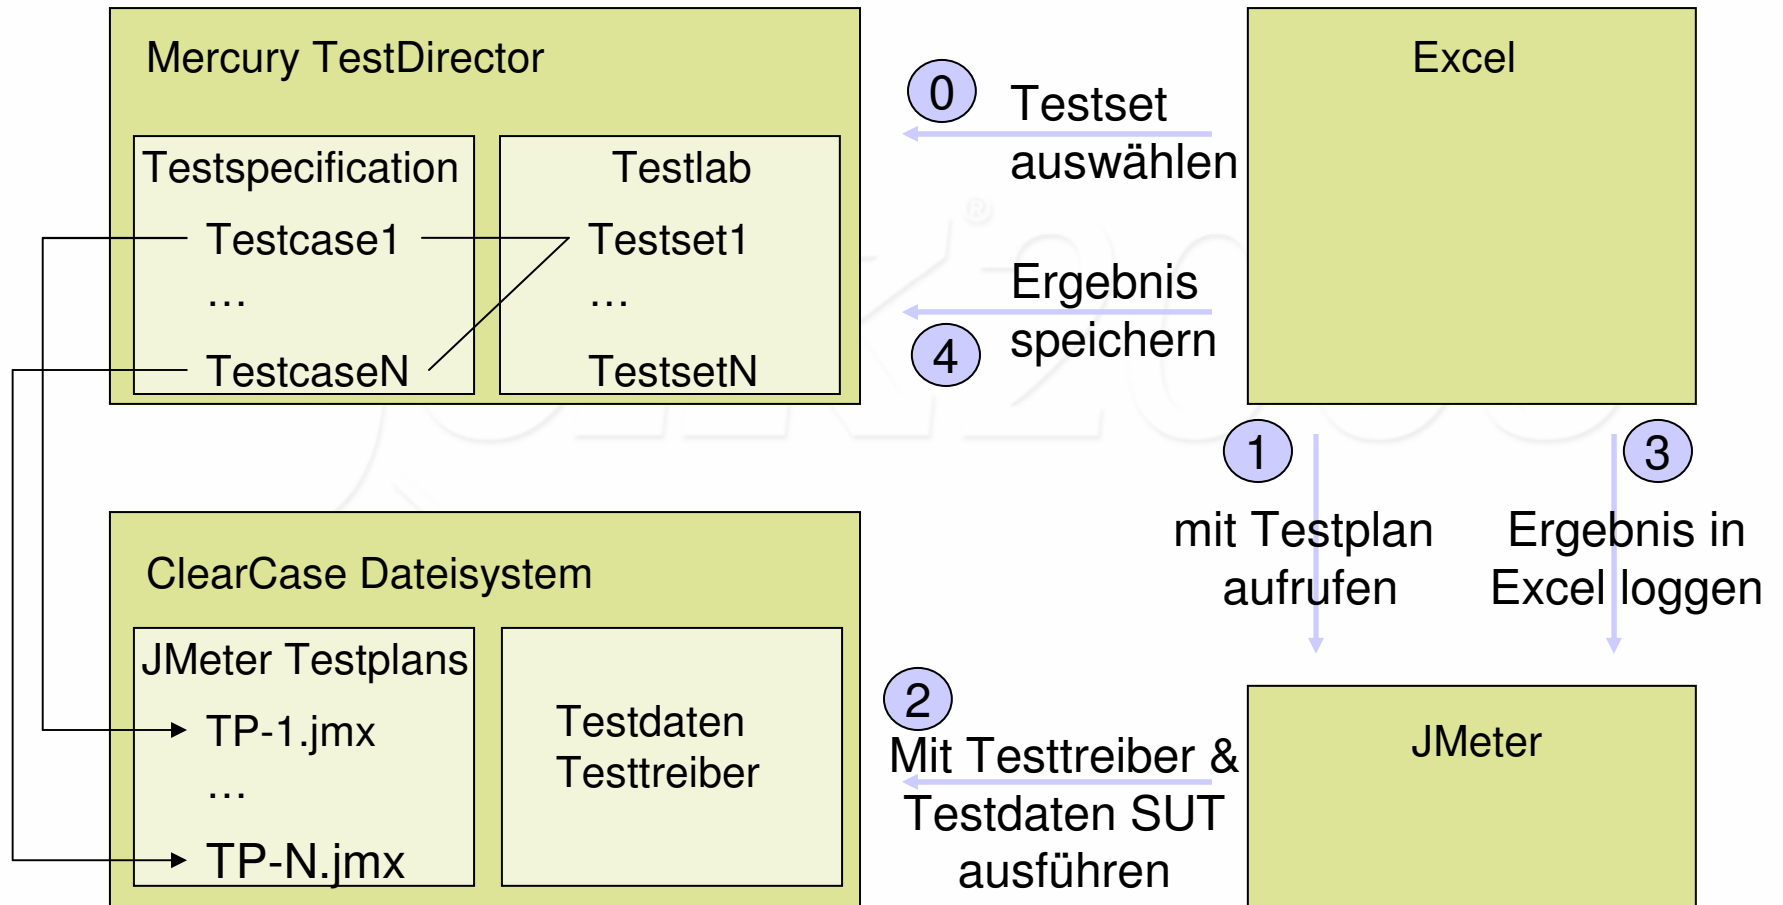 Mercury TestDirector
Testspecification
Testcase1
…
TestcaseN
Testlab
Testset1
…
TestsetN
0
Testset
auswählen
Ergebnis
speichern
4
Excel
1
mit Testplan
aufrufen
3
Ergebnis in
Excel loggen
ClearCase Dateisystem
JMeter Testplans
TP-1.jmx
…
TP-N.jmx
Testdaten
Testtreiber
2
Mit Testtreiber &
Testdaten SUT
ausführen
JMeter